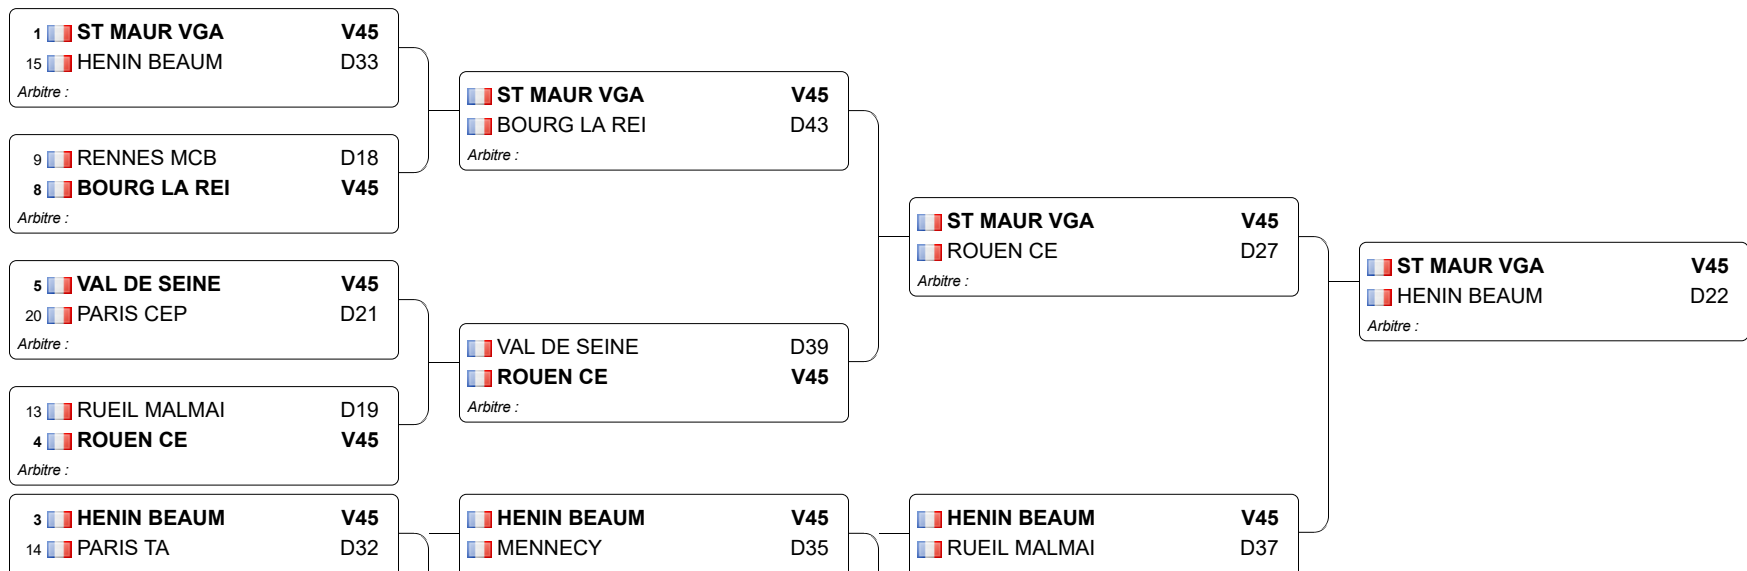 1 ST MAUR VGA V45
15 HENIN BEAUM D33
Arbitre :
9 RENNES MCB D18
8 BOURG LA REI V45
Arbitre :
5 VAL DE SEINE V45
20 PARIS CEP D21
Arbitre :
13 RUEIL MALMAI D19
4 ROUEN CE V45
Arbitre :
3 HENIN BEAUM V45
14 PARIS TA D32
ST MAUR VGA V45
BOURG LA REI D43
Arbitre :
VAL DE SEINE D39
ROUEN CE V45
Arbitre :
HENIN BEAUM V45
MENNECY D35
ST MAUR VGA V45
ROUEN CE D27
Arbitre :
HENIN BEAUM V45
RUEIL MALMAI D37
ST MAUR VGA V45
HENIN BEAUM D22
Arbitre :